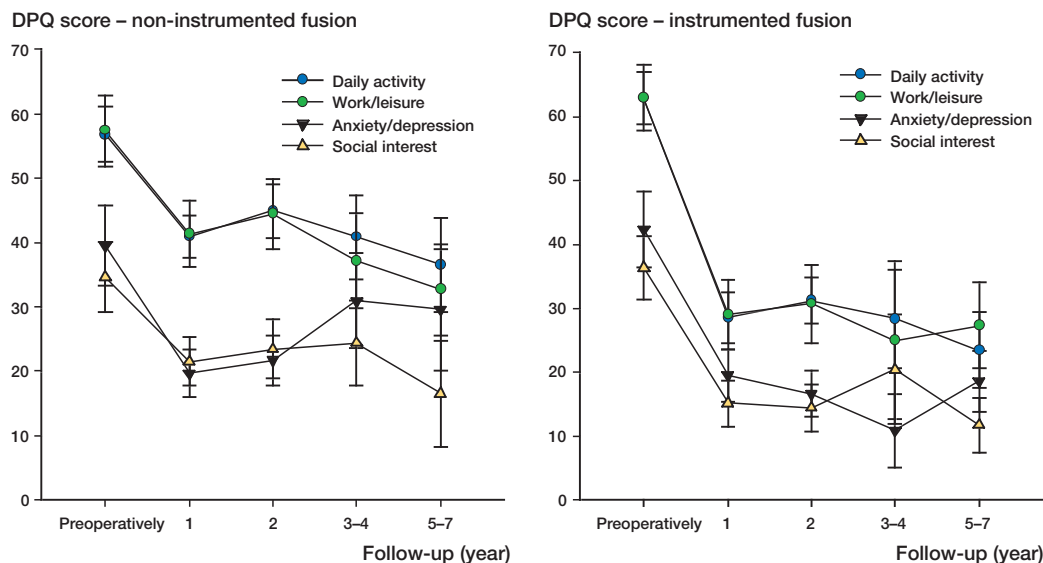 DPQ score – non-instrumented fusion
70
60
50
40
30
20
10
0
Daily activity
Work/leisure
Anxiety/depression
Social interest
Preoperatively 1 2 3–4 5–7
Follow-up (year)
DPQ score – instrumented fusion
70
60
50
40
30
20
10
0
Daily activity
Work/leisure
Anxiety/depression
Social interest
Preoperatively 1 2 3–4 5–7
Follow-up (year)